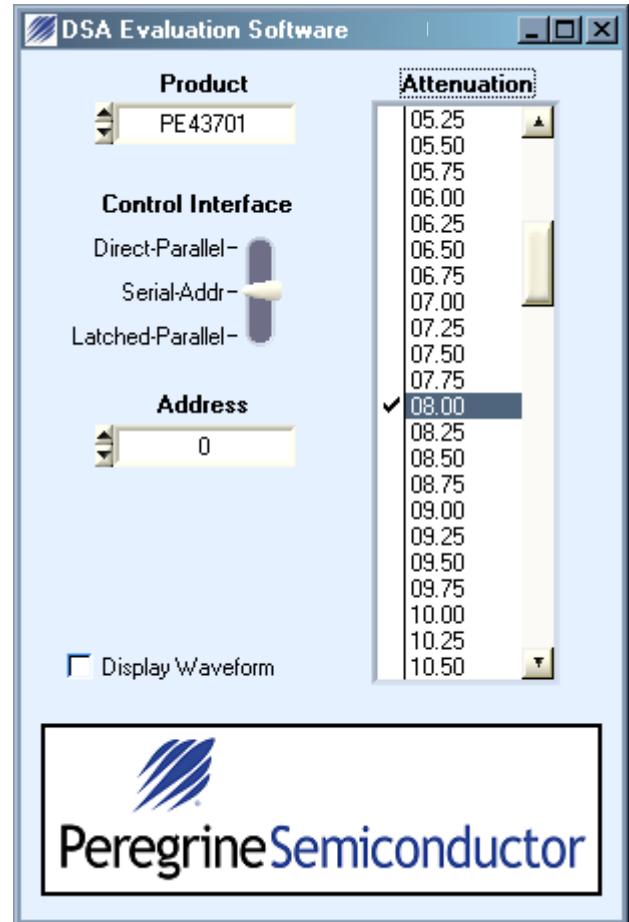 DSA Evaluation Software
Product
PE43701
Control Interface
Direct-Parallel
Serial-Addr
Latched-Parallel
Address
0
Display Waveform
Attenuation
05.25
05.50
05.75
06.00
06.25
06.50
06.75
07.00
07.25
07.50
07.75
08.00
08.25
08.50
08.75
09.00
09.25
09.50
09.75
10.00
10.25
10.50
Peregrine Semiconductor